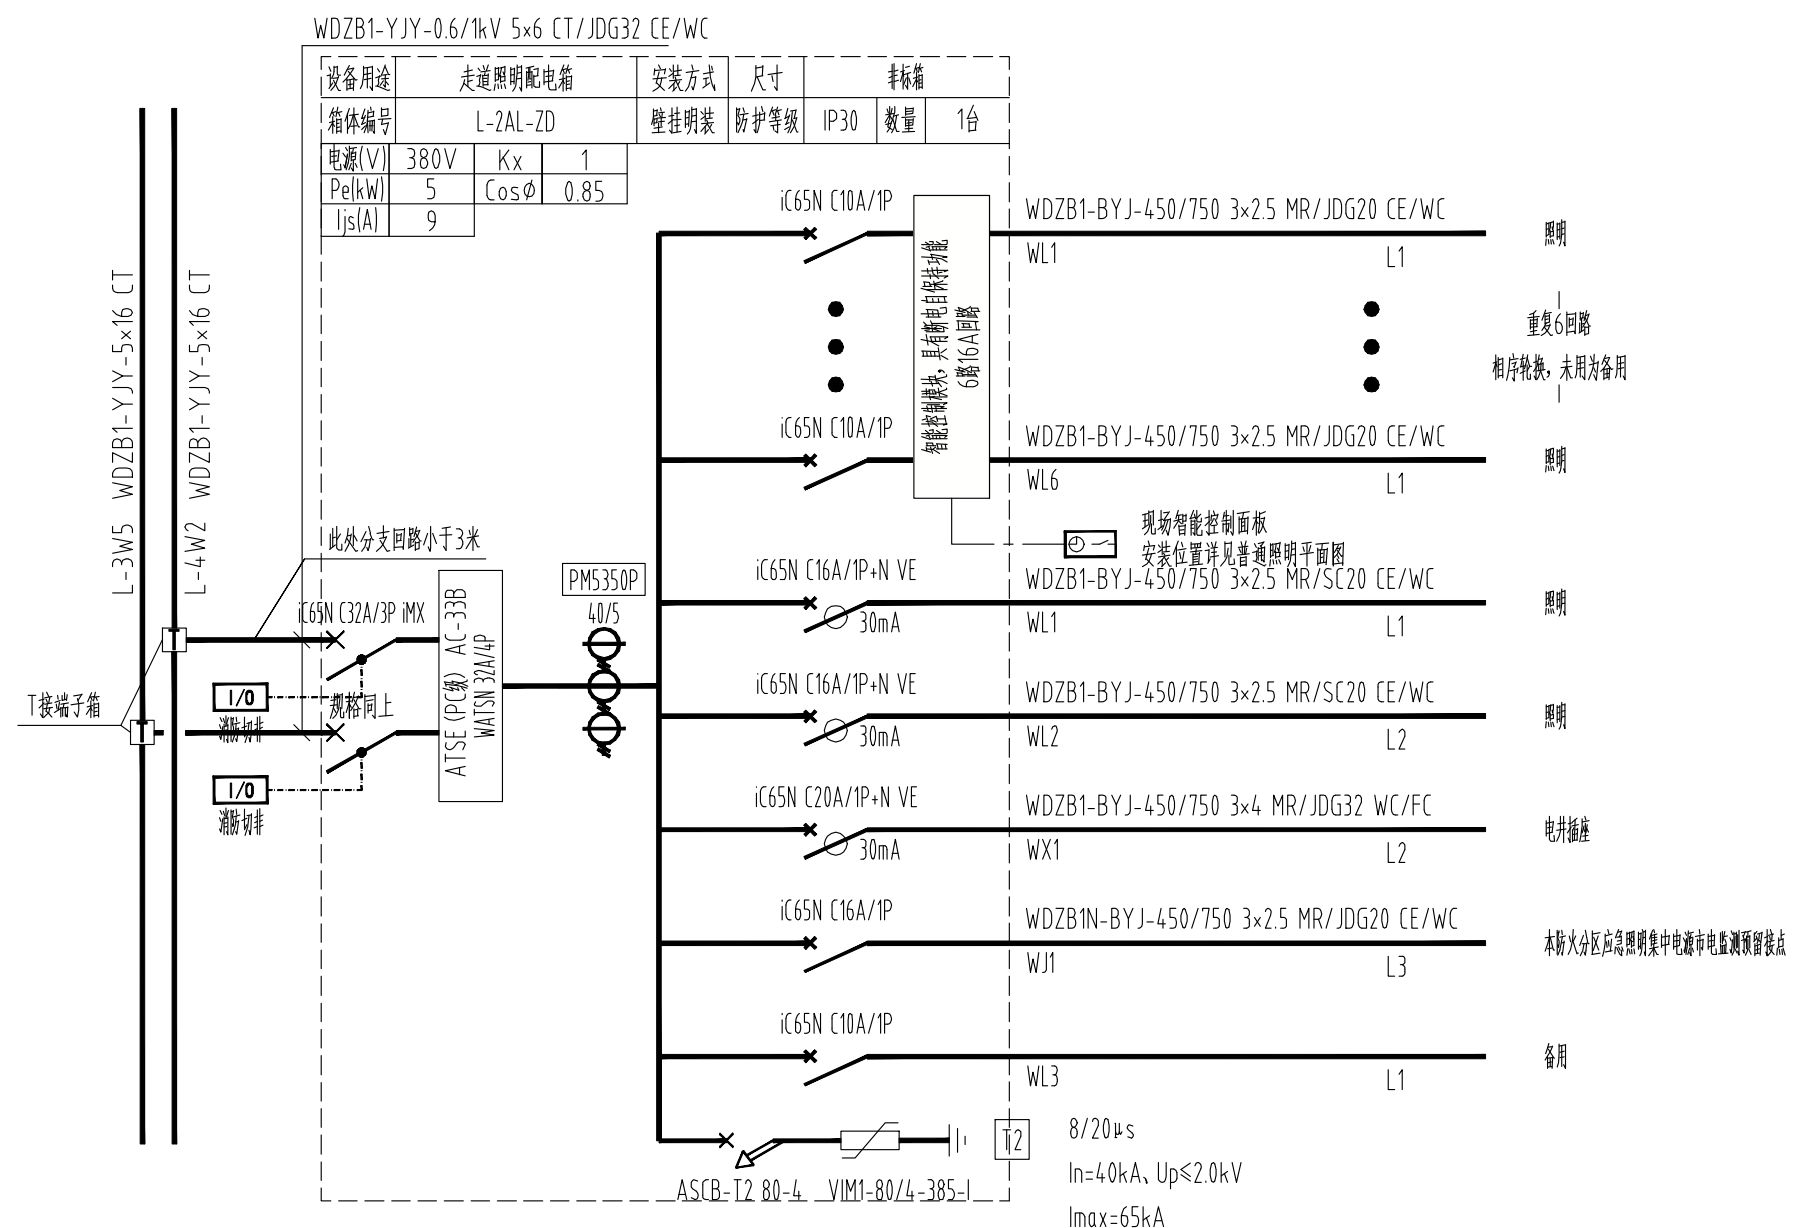 WDZB1-YJY-0.6/1kV 5×6 CT/JDG32 CE/WC
设备用途 走道照明配电箱 安装方式 尺寸 非标箱
箱体编号 L-2AL-ZD 壁挂明装 防护等级 IP30 数量 1台
电源(V) 380V Kx 1
Pe(kW) 5 CosΦ 0.85
Ijs(A) 9
L-3W5 WDZB1-YJY-5×16 CT
L-4W2 WDZB1-YJY-5×16 CT
T接端子箱
此处分支回路小于3米
iC65N C32A/3P iMX
I/O
消防切非
规格同上
I/O
消防切非
ATSE(PC级) AC-33B
WATSN 32A/4P
PM5350P
40/5
iC65N C10A/1P
WDZB1-BYJ-450/750 3×2.5 MR/JDG20 CE/WC
WL1
L1
照明
智能控制模块，具有断电自保持功能
6路16A回路
重复6回路
相序轮换，未用为备用
iC65N C10A/1P
WDZB1-BYJ-450/750 3×2.5 MR/JDG20 CE/WC
WL6
L1
照明
现场智能控制面板
安装位置详见普通照明平面图
iC65N C16A/1P+N VE
30mA
WDZB1-BYJ-450/750 3×2.5 MR/SC20 CE/WC
WL1
L1
照明
iC65N C16A/1P+N VE
30mA
WDZB1-BYJ-450/750 3×2.5 MR/SC20 CE/WC
WL2
L2
照明
iC65N C20A/1P+N VE
30mA
WDZB1-BYJ-450/750 3×4 MR/JDG32 WC/FC
WX1
L2
电井插座
iC65N C16A/1P
WDZB1N-BYJ-450/750 3×2.5 MR/JDG20 CE/WC
WJ1
L3
本防火分区应急照明集中电源市电监测预留接点
iC65N C10A/1P
WL3
L1
备用
ASCB-T2 80-4
VIM1-80/4-385-I
T2
8/20μs
In=40kA、Up≤2.0kV
Imax=65kA